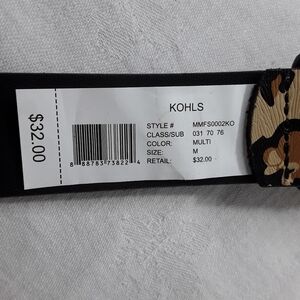 $32.00
KOHLS
STYLE # MMFS0002KO
CLASS/SUB 031 70 76
COLOR: MULTI
SIZE: M
RETAIL: $32.00
8 88783 73822 4